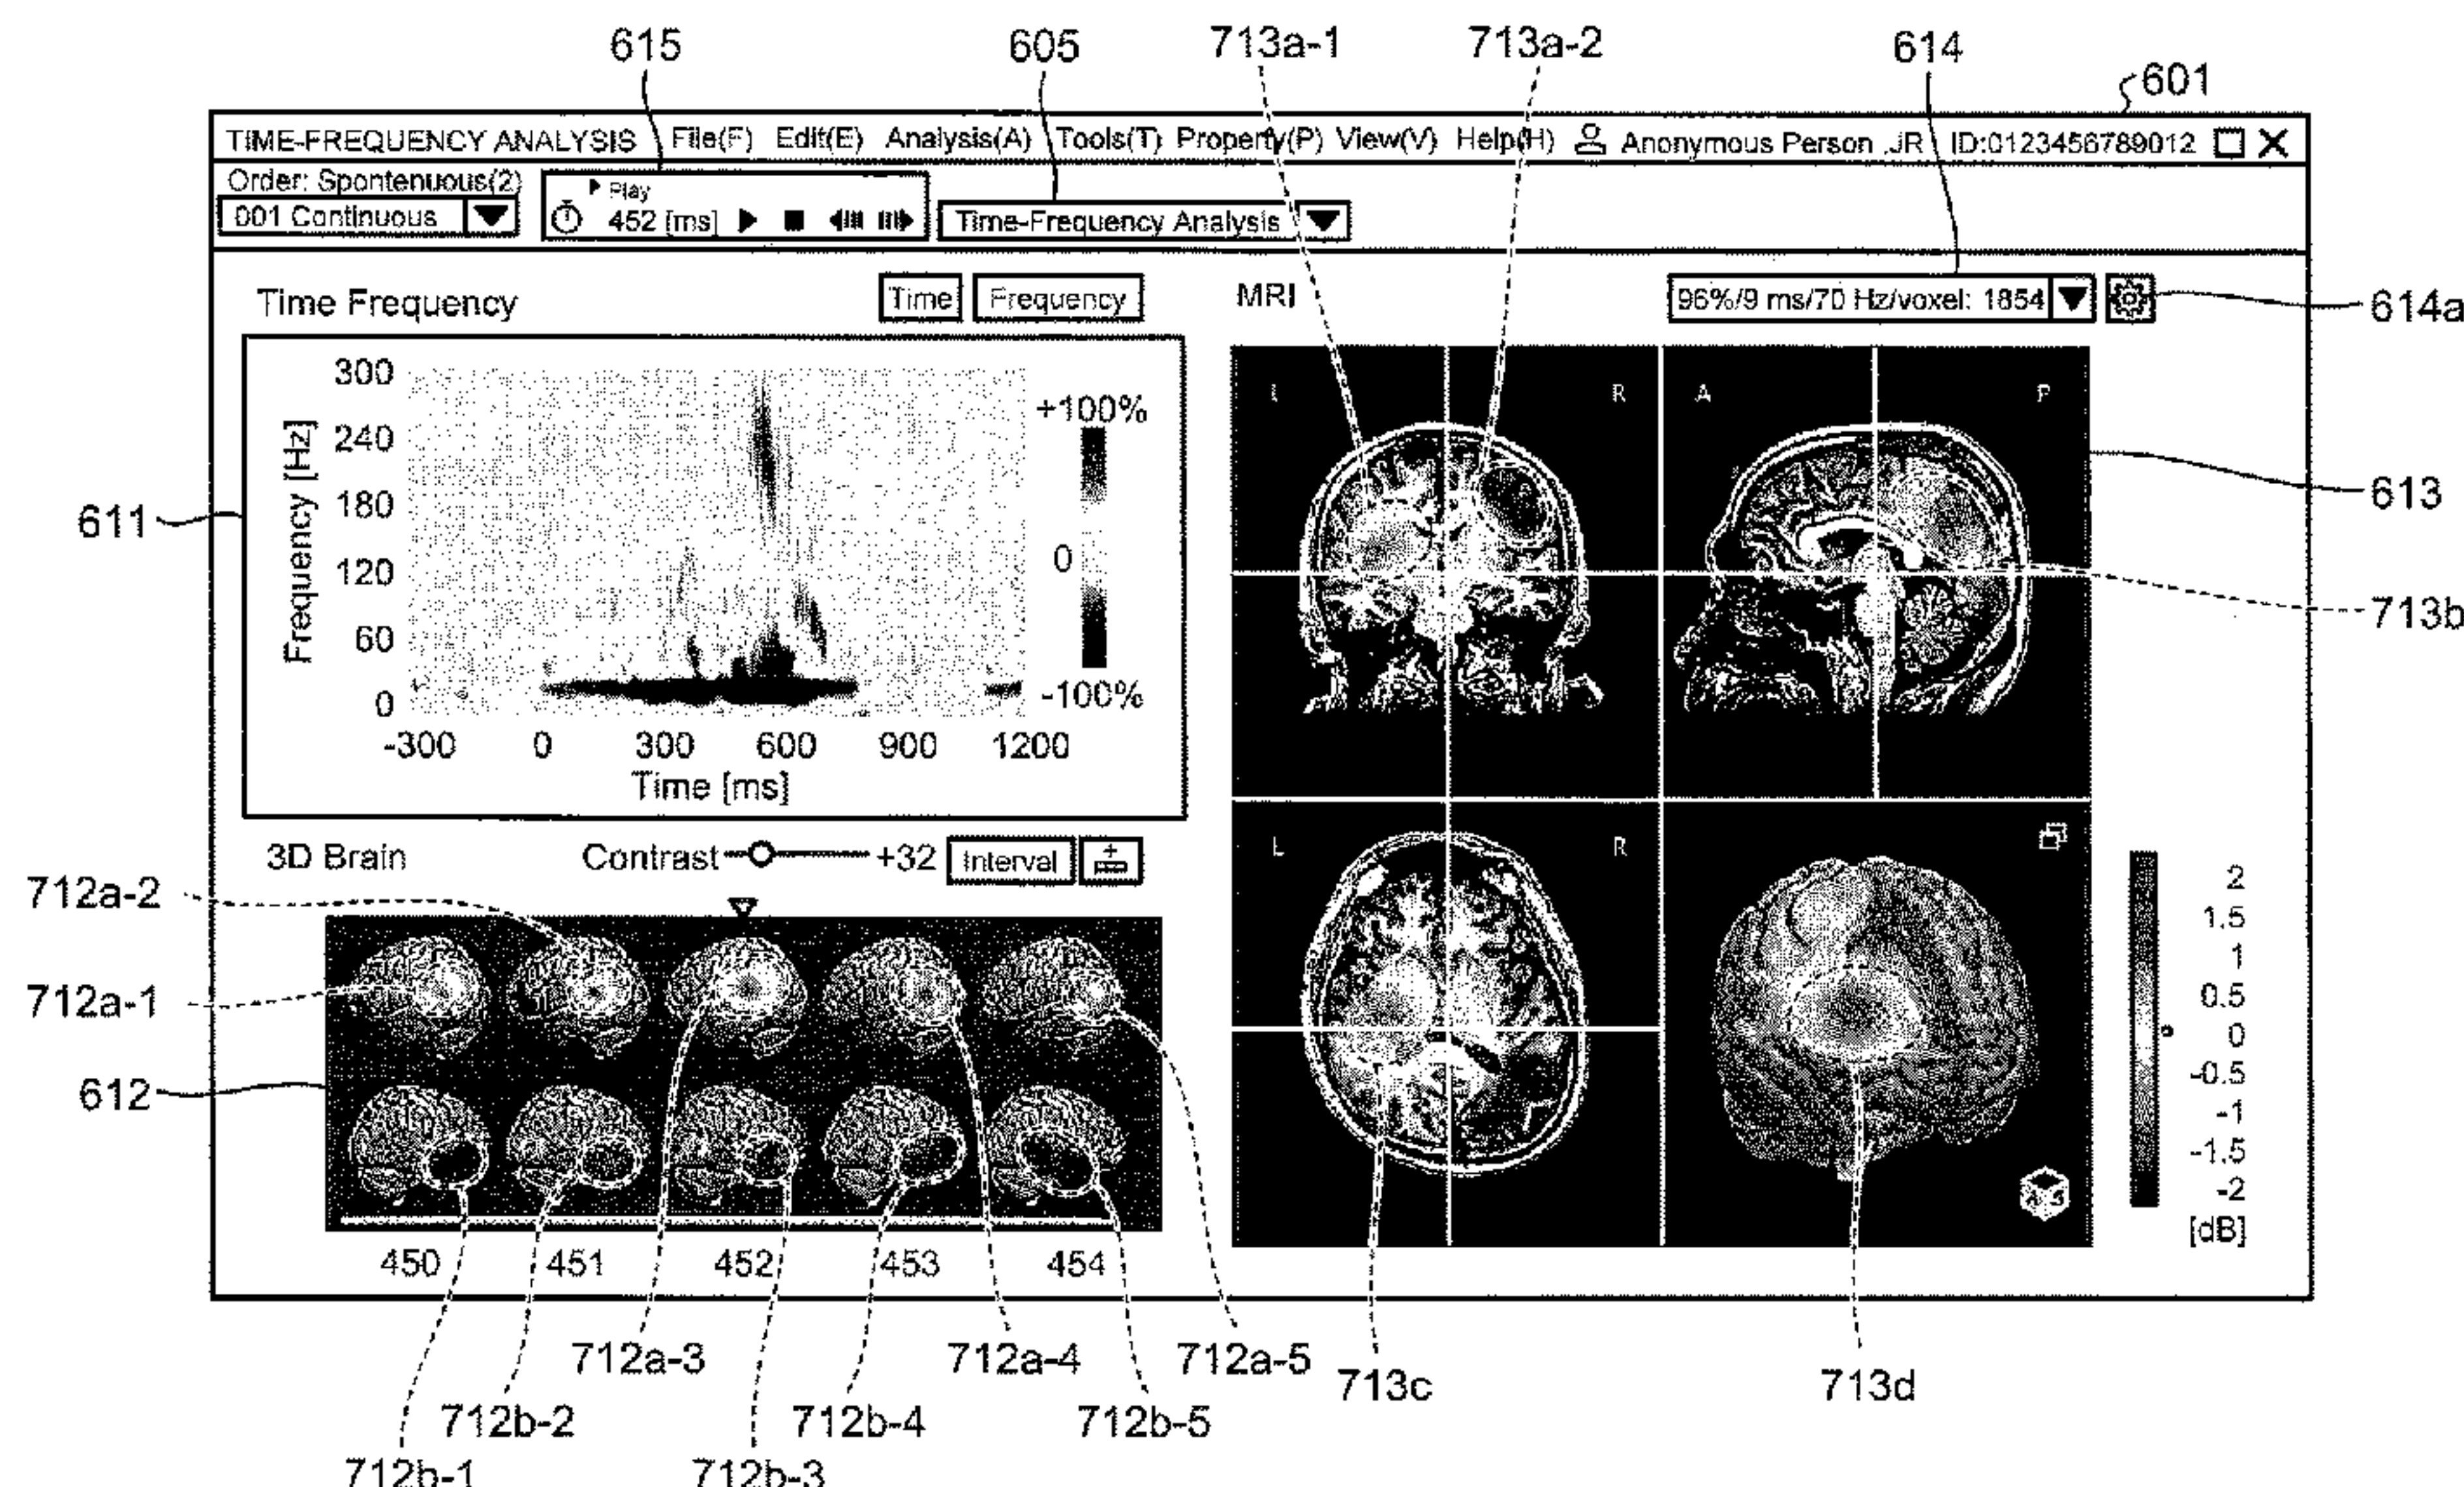 615 605 713a-1 713a-2 614 601
TIME-FREQUENCY ANALYSIS File(F) Edit(E) Analysis(A) Tools(T) Property(P) View(V) Help(H) Anonymous Person .JR ID:0123456789012
Order: Spontenuous(2)
001 Continuous
Play
452 [ms]
Time-Frequency Analysis
Time Frequency
Time
Frequency
MRI
96%/9 ms/70 Hz/voxel: 1854
614a
611
Frequency [Hz]
300
240
180
120
60
0
-300 0 300 600 900 1200
Time [ms]
+100%
0
-100%
L R A P
613
713b
3D Brain
Contrast +32
Interval
712a-2
712a-1
612
450 451 452 453 454
L R
2
1.5
1
0.5
0
-0.5
-1
-1.5
-2
[dB]
712a-3 712a-4 712a-5 713c 713d
712b-2 712b-4 712b-5
712b-1 712b-3